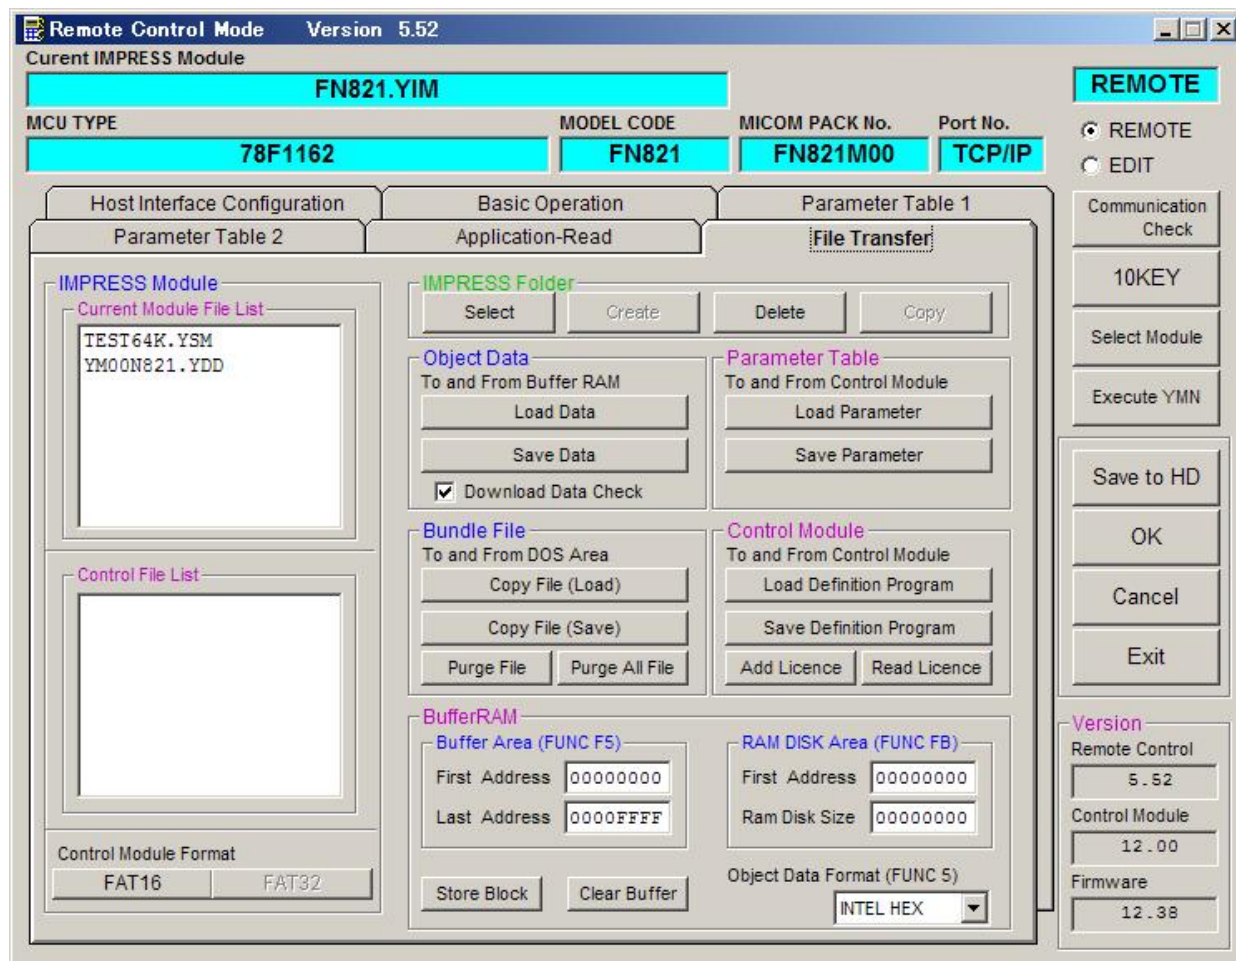 Remote Control Mode Version 5.52
Curent IMPRESS Module
FN821.YIM
REMOTE
MCU TYPE MODEL CODE MICOM PACK No. Port No.
78F1162 FN821 FN821M00 TCP/IP
REMOTE
EDIT
Host Interface Configuration Basic Operation Parameter Table 1
Parameter Table 2 Application-Read File Transfer
IMPRESS Module
Current Module File List
TEST64K.YSM
YM00N821.YDD
Control File List
Control Module Format
FAT16 FAT32
IMPRESS Folder
Select Create Delete Copy
Object Data
To and From Buffer RAM
Load Data
Save Data
Download Data Check
Parameter Table
To and From Control Module
Load Parameter
Save Parameter
Bundle File
To and From DOS Area
Copy File (Load)
Copy File (Save)
Purge File Purge All File
Control Module
To and From Control Module
Load Definition Program
Save Definition Program
Add Licence Read Licence
BufferRAM
Buffer Area (FUNC F5)
First Address 00000000
Last Address 0000FFFF
RAM DISK Area (FUNC FB)
First Address 00000000
Ram Disk Size 00000000
Store Block Clear Buffer
Object Data Format (FUNC 5)
INTEL HEX
Communication
Check
10KEY
Select Module
Execute YMN
Save to HD
OK
Cancel
Exit
Version
Remote Control
5.52
Control Module
12.00
Firmware
12.38